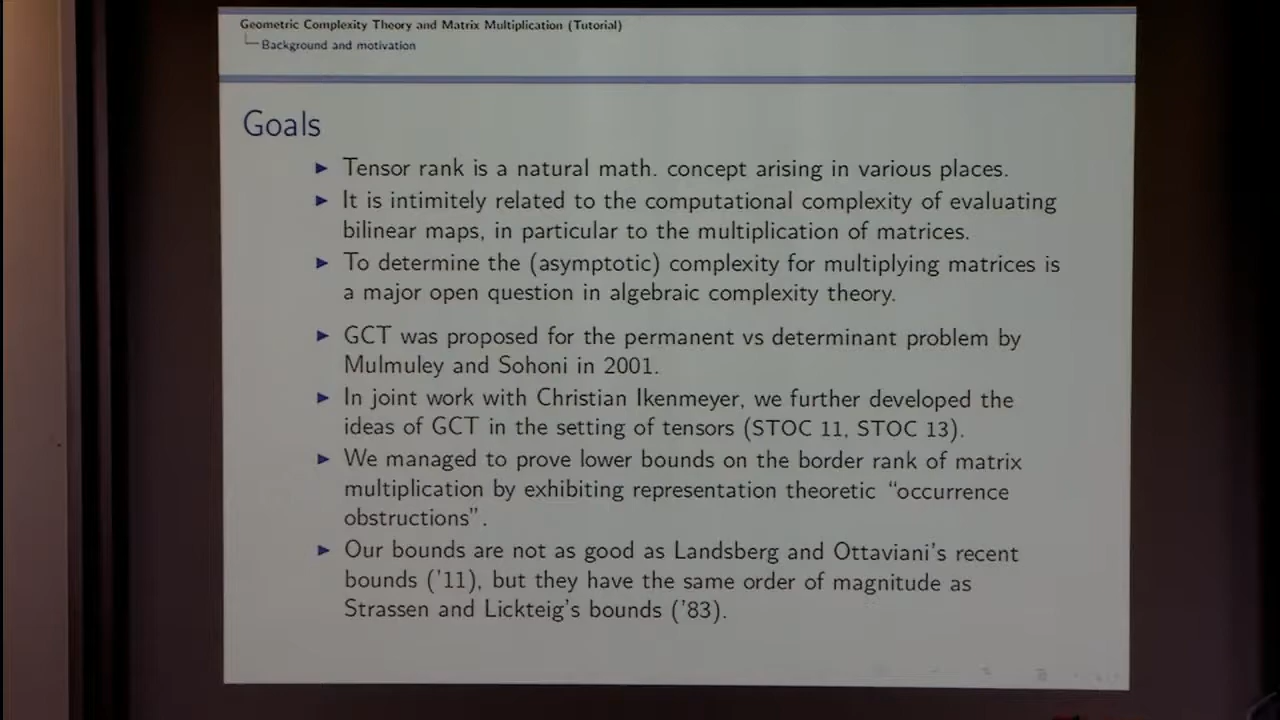 Geometric Complexity Theory and Matrix Multiplication (Tutorial)
Background and motivation
Goals
► Tensor rank is a natural math. concept arising in various places.
► It is intimitely related to the computational complexity of evaluating
bilinear maps, in particular to the multiplication of matrices.
► To determine the (asymptotic) complexity for multiplying matrices is
a major open question in algebraic complexity theory.
► GCT was proposed for the permanent vs determinant problem by
Mulmuley and Sohoni in 2001.
► In joint work with Christian Ikenmeyer, we further developed the
ideas of GCT in the setting of tensors (STOC 11, STOC 13).
► We managed to prove lower bounds on the border rank of matrix
multiplication by exhibiting representation theoretic “occurrence
obstructions”.
► Our bounds are not as good as Landsberg and Ottaviani's recent
bounds ('11), but they have the same order of magnitude as
Strassen and Lickteig's bounds ('83).